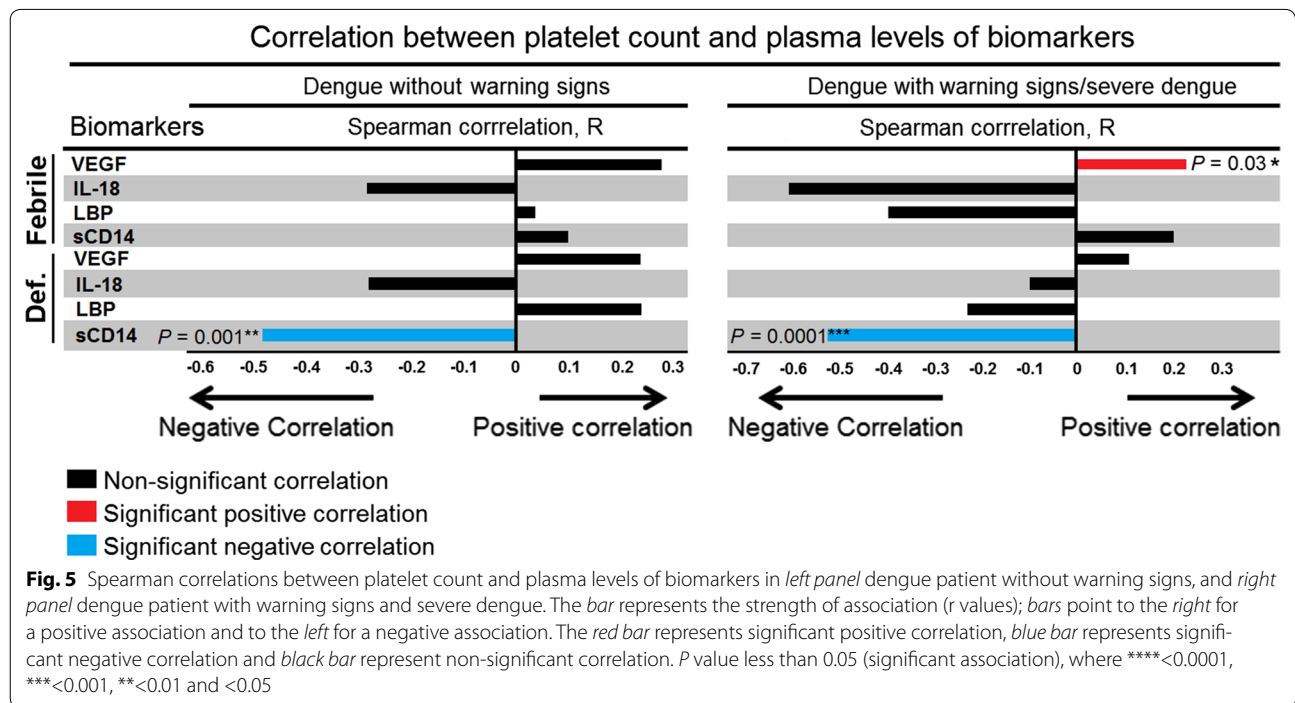 Correlation between platelet count and plasma levels of biomarkers
Dengue without warning signs
Dengue with warning signs/severe dengue
Biomarkers
Spearman corrrelation, R
Spearman corrrelation, R
Febrile
VEGF
P = 0.03 *
IL-18
LBP
sCD14
Def.
VEGF
IL-18
LBP
sCD14
P = 0.001**
P = 0.0001***
-0.6 -0.5 -0.4 -0.3 -0.2 -0.1 0 0.1 0.2 0.3
-0.7 -0.6 -0.5 -0.4 -0.3 -0.2 -0.1 0 0.1 0.2 0.3
Negative Correlation
Positive correlation
Negative Correlation
Positive correlation
Non-significant correlation
Significant positive correlation
Significant negative correlation
Fig. 5 Spearman correlations between platelet count and plasma levels of biomarkers in left panel dengue patient without warning signs, and right
panel dengue patient with warning signs and severe dengue. The bar represents the strength of association (r values); bars point to the right for
a positive association and to the left for a negative association. The red bar represents significant positive correlation, blue bar represents signifi-
cant negative correlation and black bar represent non-significant correlation. P value less than 0.05 (significant association), where ****<0.0001,
***<0.001, **<0.01 and <0.05